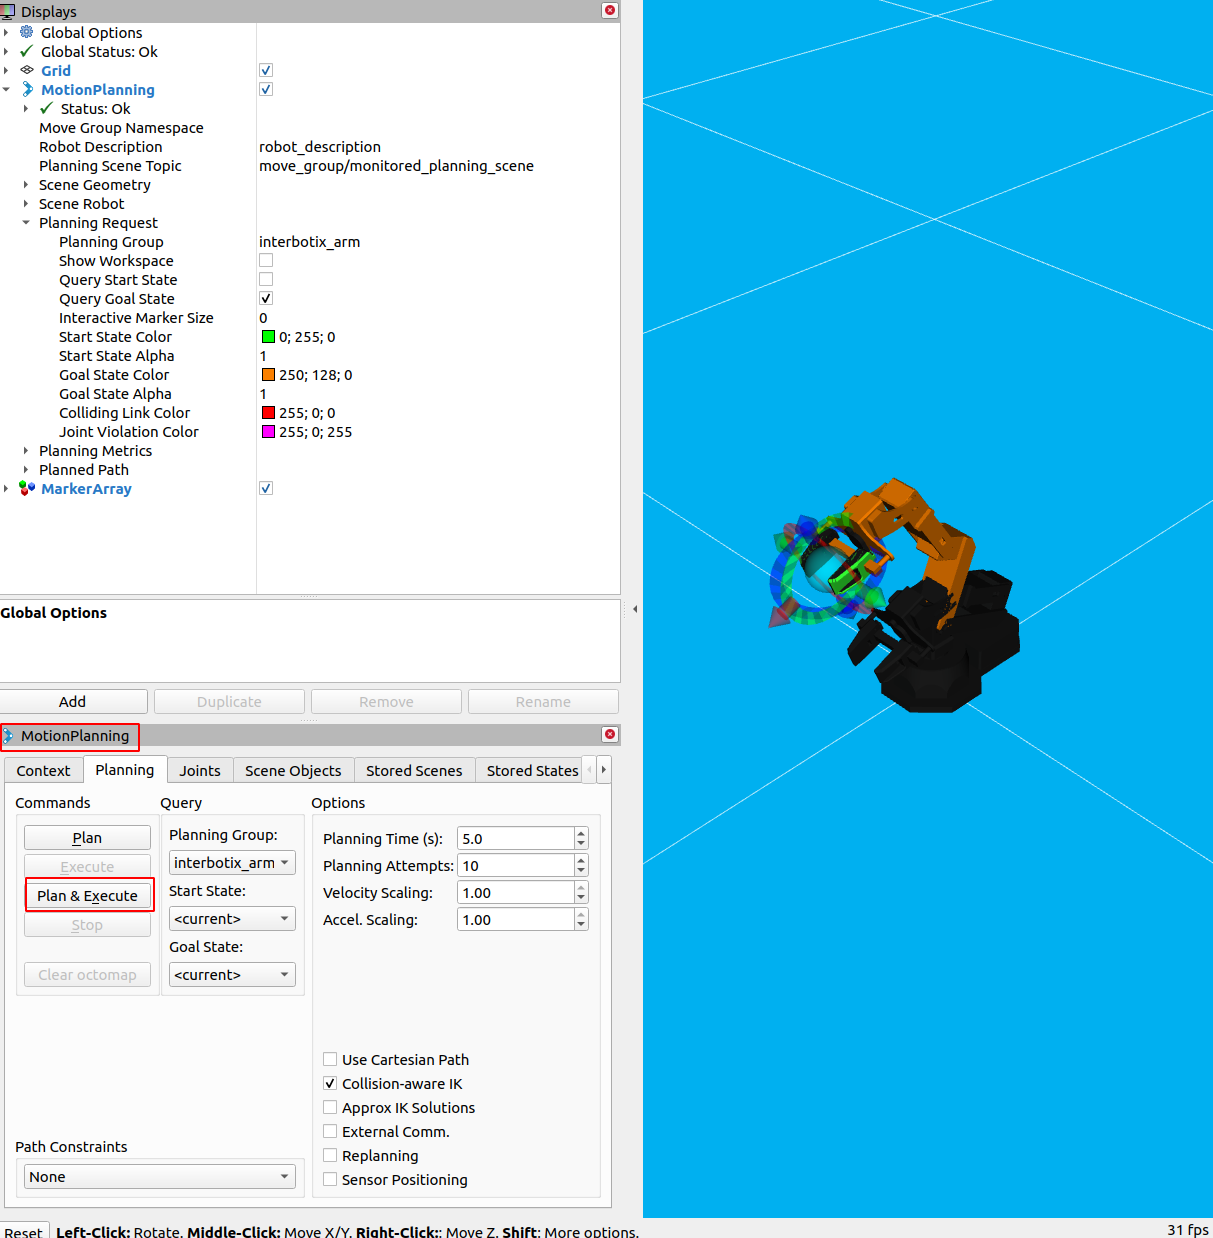 Displays
Global Options
Global Status: Ok
Grid
MotionPlanning
Status: Ok
Move Group Namespace
Robot Description robot_description
Planning Scene Topic move_group/monitored_planning_scene
Scene Geometry
Scene Robot
Planning Request
Planning Group interbotix_arm
Show Workspace
Query Start State
Query Goal State
Interactive Marker Size 0
Start State Color 0; 255; 0
Start State Alpha 1
Goal State Color 250; 128; 0
Goal State Alpha 1
Colliding Link Color 255; 0; 0
Joint Violation Color 255; 0; 255
Planning Metrics
Planned Path
MarkerArray
Global Options
Add Duplicate Remove Rename
MotionPlanning
Context Planning Joints Scene Objects Stored Scenes Stored States
Commands
Plan
Execute
Plan & Execute
Stop
Clear octomap
Query
Planning Group:
interbotix_arm
Start State:
<current>
Goal State:
<current>
Options
Planning Time (s): 5.0
Planning Attempts: 10
Velocity Scaling: 1.00
Accel. Scaling: 1.00
Use Cartesian Path
Collision-aware IK
Approx IK Solutions
External Comm.
Replanning
Sensor Positioning
Path Constraints
None
Reset Left-Click: Rotate. Middle-Click: Move X/Y. Right-Click:: Move Z. Shift: More options.
31 fps